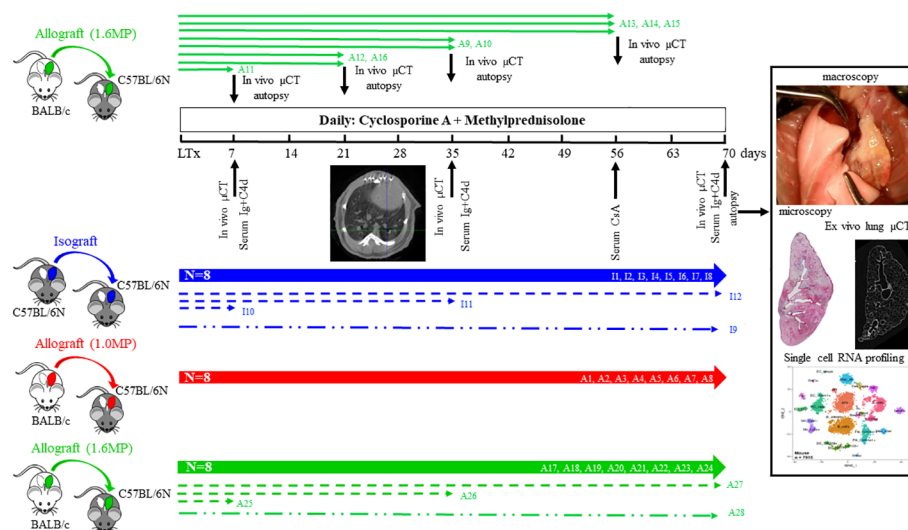 Allograft (1.6MP)
C57BL/6N
BALB/c
A13, A14, A15
A9, A10
A12, A16
A11
In vivo μCT
autopsy
In vivo μCT
autopsy
In vivo μCT
autopsy
In vivo μCT
autopsy
Daily: Cyclosporine A + Methylprednisolone
LTx 7 14 21 28 35 42 49 56 63 70 days
In vivo μCT
Serum Ig+C4d
In vivo μCT
Serum Ig+C4d
Serum CsA
In vivo μCT
Serum Ig+C4d
autopsy
Isograft
C57BL/6N
C57BL/6N
N=8
I1, I2, I3, I4, I5, I6, I7, I8
I12
I11
I10
I9
Allograft (1.0MP)
C57BL/6N
BALB/c
N=8
A1, A2, A3, A4, A5, A6, A7, A8
Allograft (1.6MP)
C57BL/6N
BALB/c
N=8
A17, A18, A19, A20, A21, A22, A23, A24
A27
A26
A25
A28
macroscopy
microscopy
Ex vivo lung μCT
Single cell RNA profiling
Mouse